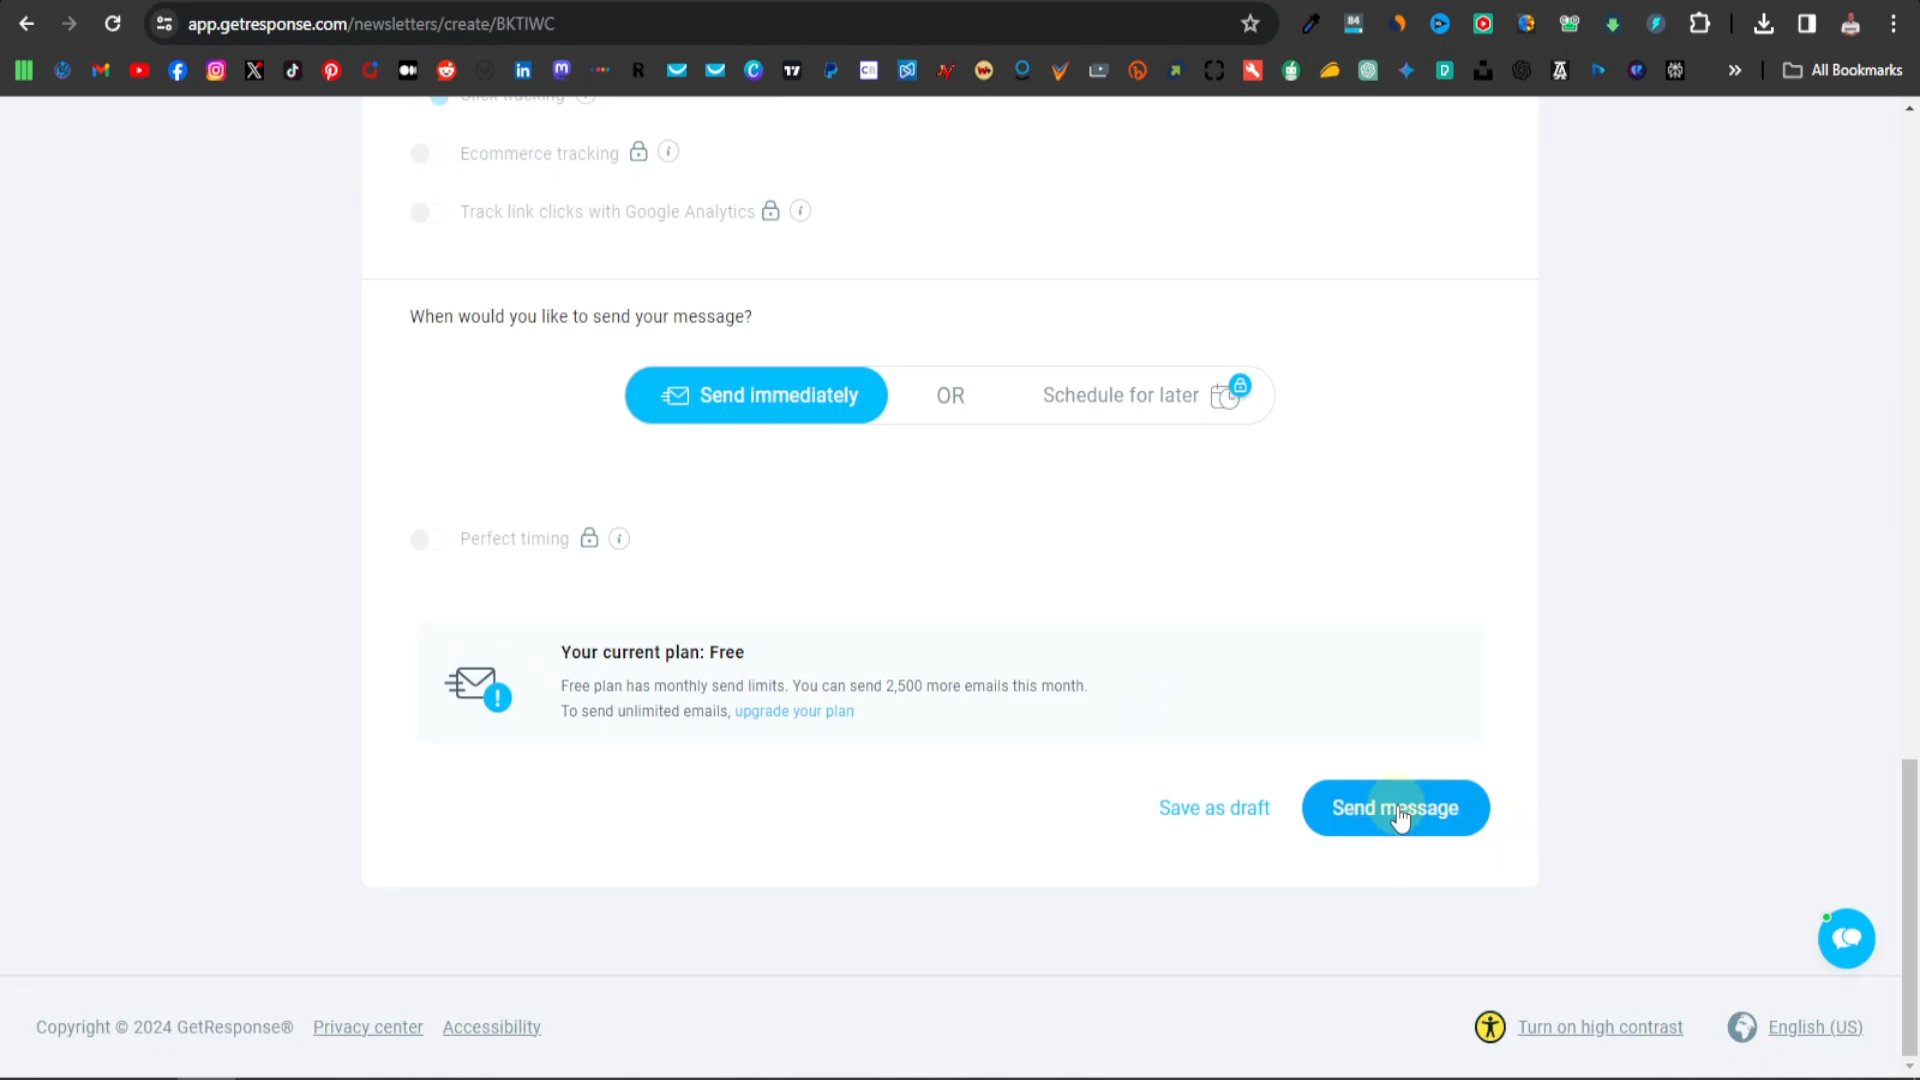 app.getresponse.com/newsletters/create/BKTIWC
84
All Bookmarks
Click tracking
Ecommerce tracking
Track link clicks with Google Analytics
When would you like to send your message?
Send immediately
OR
Schedule for later
Perfect timing
Your current plan: Free
Free plan has monthly send limits. You can send 2,500 more emails this month.
To send unlimited emails, upgrade your plan
Save as draft
Send message
Copyright © 2024 GetResponse®
Privacy center
Accessibility
Turn on high contrast
English (US)